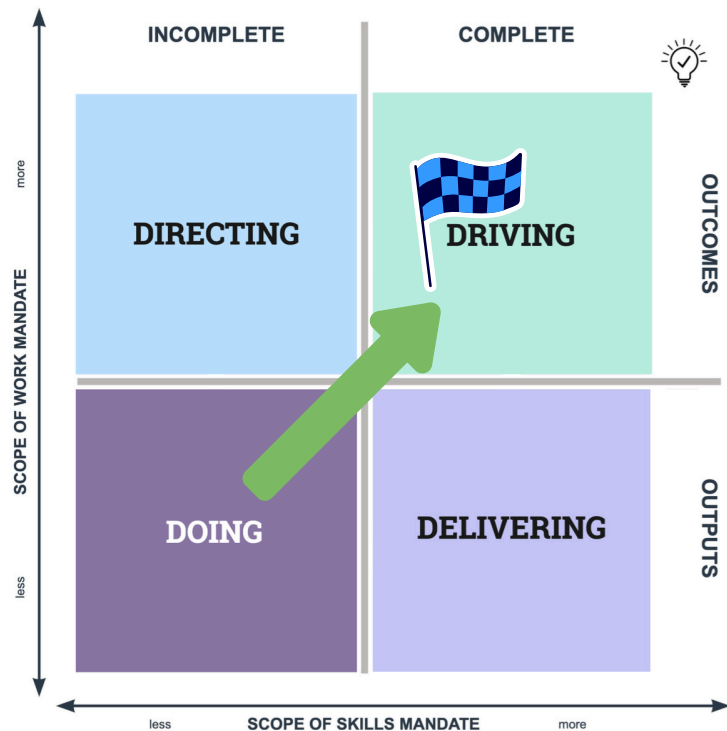 INCOMPLETE
COMPLETE
more
OUTCOMES
DIRECTING
DRIVING
SCOPE OF WORK MANDATE
DOING
DELIVERING
OUTPUTS
less
less
SCOPE OF SKILLS MANDATE
more